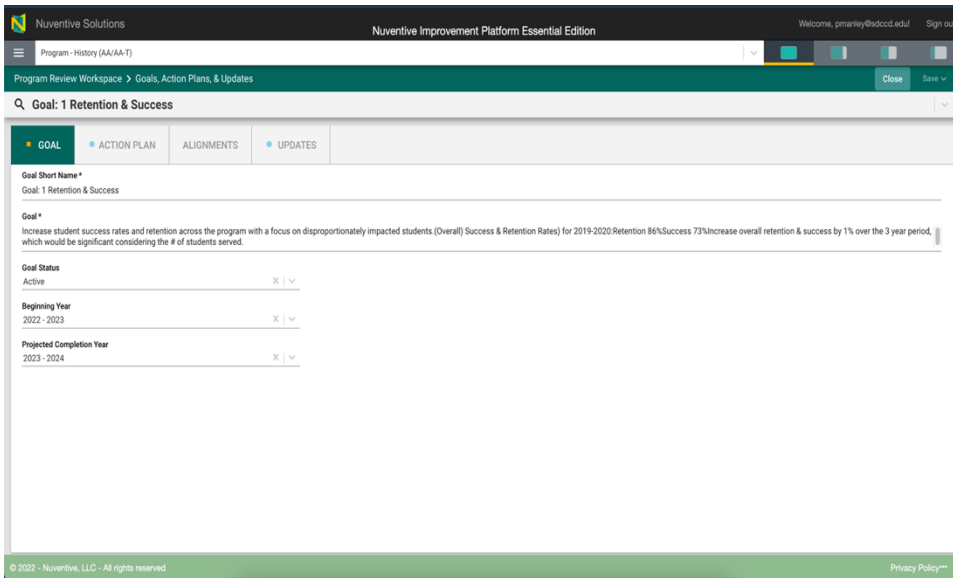 Nuventive Solutions
Nuventive Improvement Platform Essential Edition
Welcome, pmanley@sdccd.edu!
Sign ou
Program - History (AA/AA-T)
Program Review Workspace > Goals, Action Plans, & Updates
Close
Save
Goal: 1 Retention & Success
GOAL
ACTION PLAN
ALIGNMENTS
UPDATES
Goal Short Name *
Goal: 1 Retention & Success
Goal *
Increase student success rates and retention across the program with a focus on disproportionately impacted students.(Overall) Success & Retention Rates) for 2019-2020:Retention 86%Success 73%Increase overall retention & success by 1% over the 3 year period,
which would be significant considering the # of students served.
Goal Status
Active
X
Beginning Year
2022 - 2023
X
Projected Completion Year
2023 - 2024
X
© 2022 - Nuventive, LLC - All rights reserved
Privacy Policy